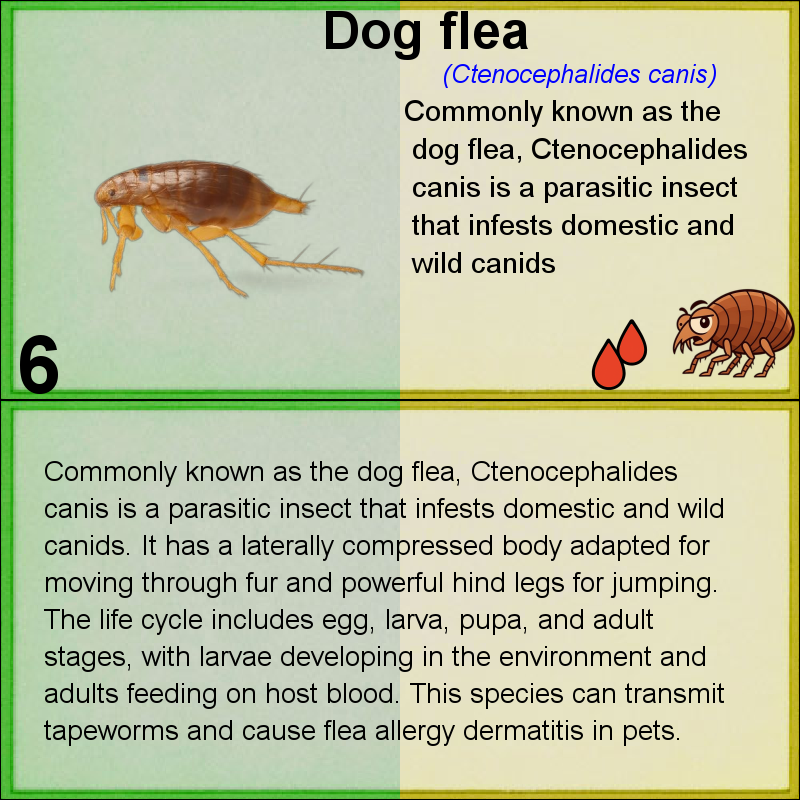 Dog flea
(Ctenocephalides canis)
Commonly known as the
dog flea, Ctenocephalides
canis is a parasitic insect
that infests domestic and
wild canids
6
Commonly known as the dog flea, Ctenocephalides
canis is a parasitic insect that infests domestic and wild
canids. It has a laterally compressed body adapted for
moving through fur and powerful hind legs for jumping.
The life cycle includes egg, larva, pupa, and adult
stages, with larvae developing in the environment and
adults feeding on host blood. This species can transmit
tapeworms and cause flea allergy dermatitis in pets.